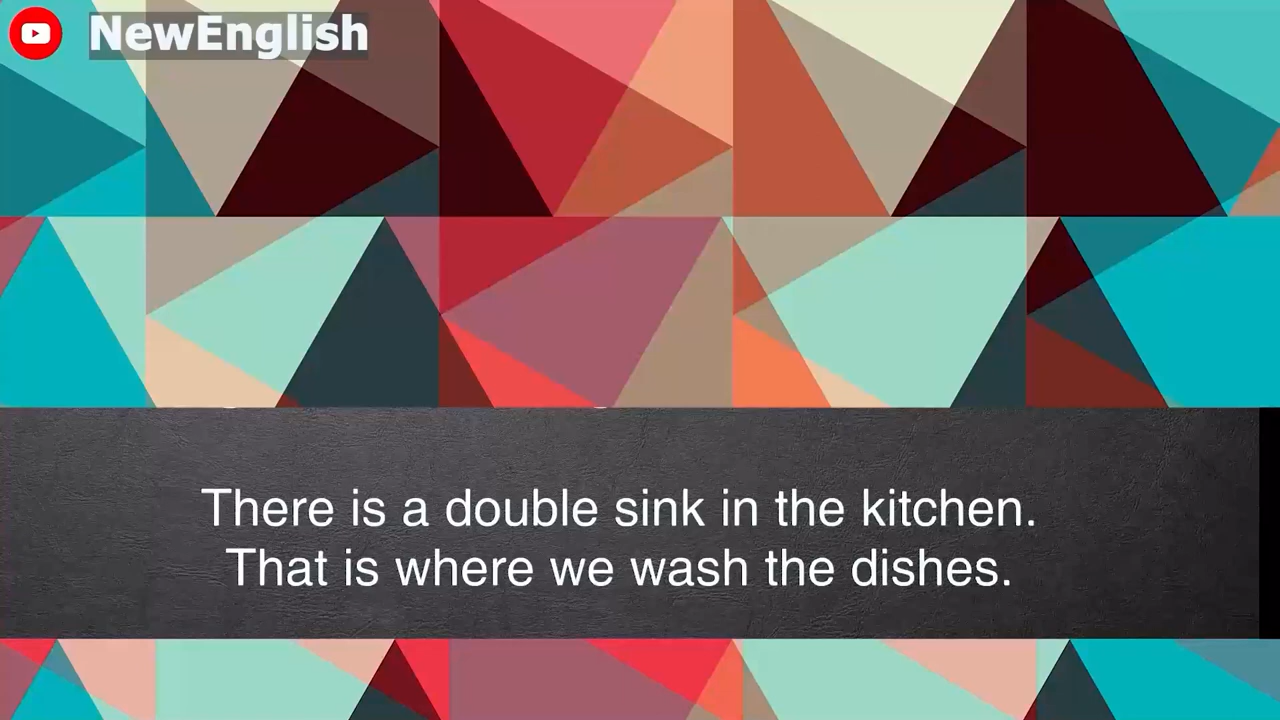 NewEnglish
There is a double sink in the kitchen.
That is where we wash the dishes.